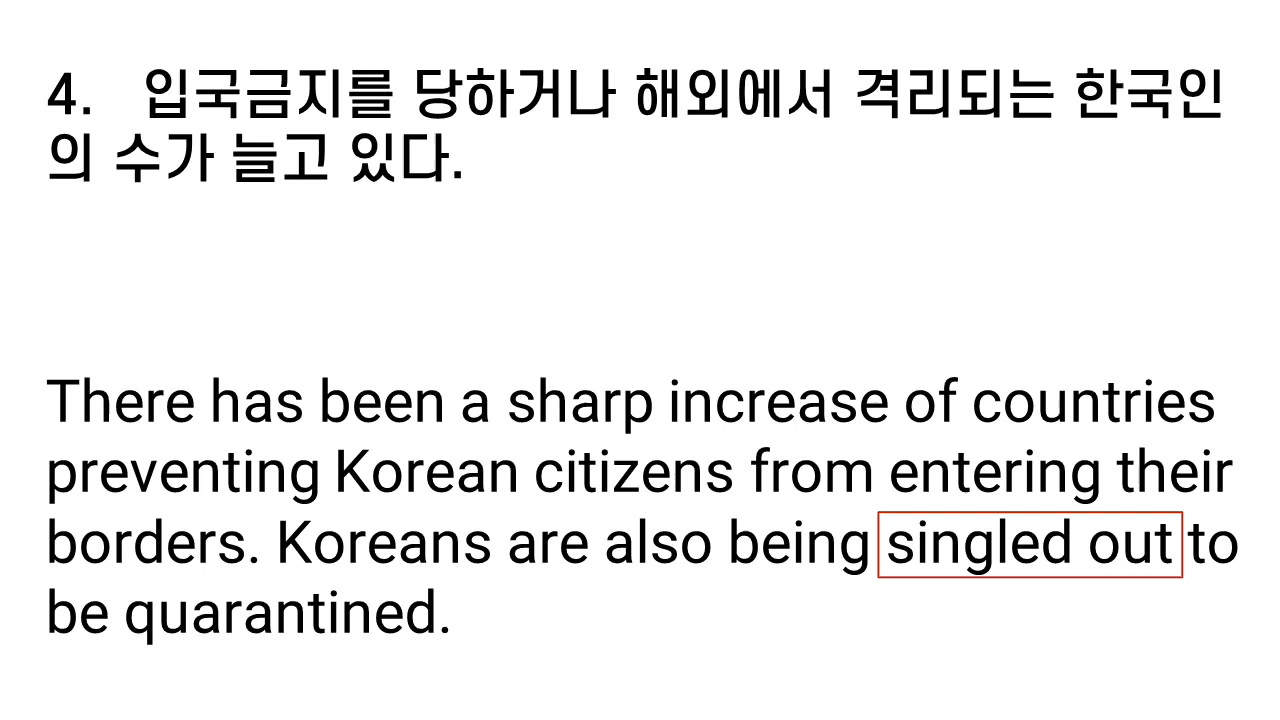 4. 입국금지를 당하거나 해외에서 격리되는 한국인
의 수가 늘고 있다.
There has been a sharp increase of countries
preventing Korean citizens from entering their
borders. Koreans are also being singled out to
be quarantined.